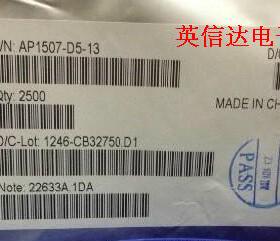 英信达电子
/N: AP1507-D5-13
D/
Qty: 2500
MADE IN CH
D/C-Lot: 1246-CB32750.D1
PASS
Note: 22633A.1DA